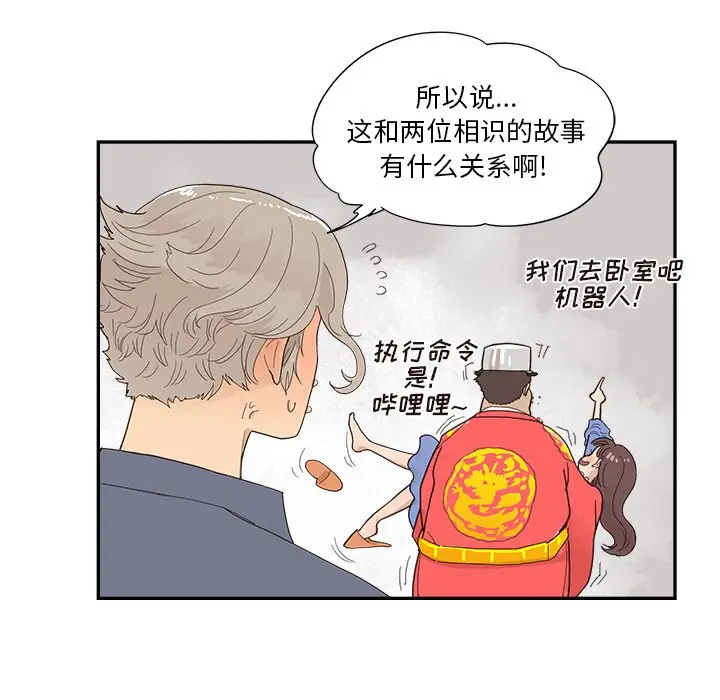 所以说...
这和两位相识的故事
有什么关系啊!
我们去卧室吧
机器人!
执行命令
是!
哔哩哩~